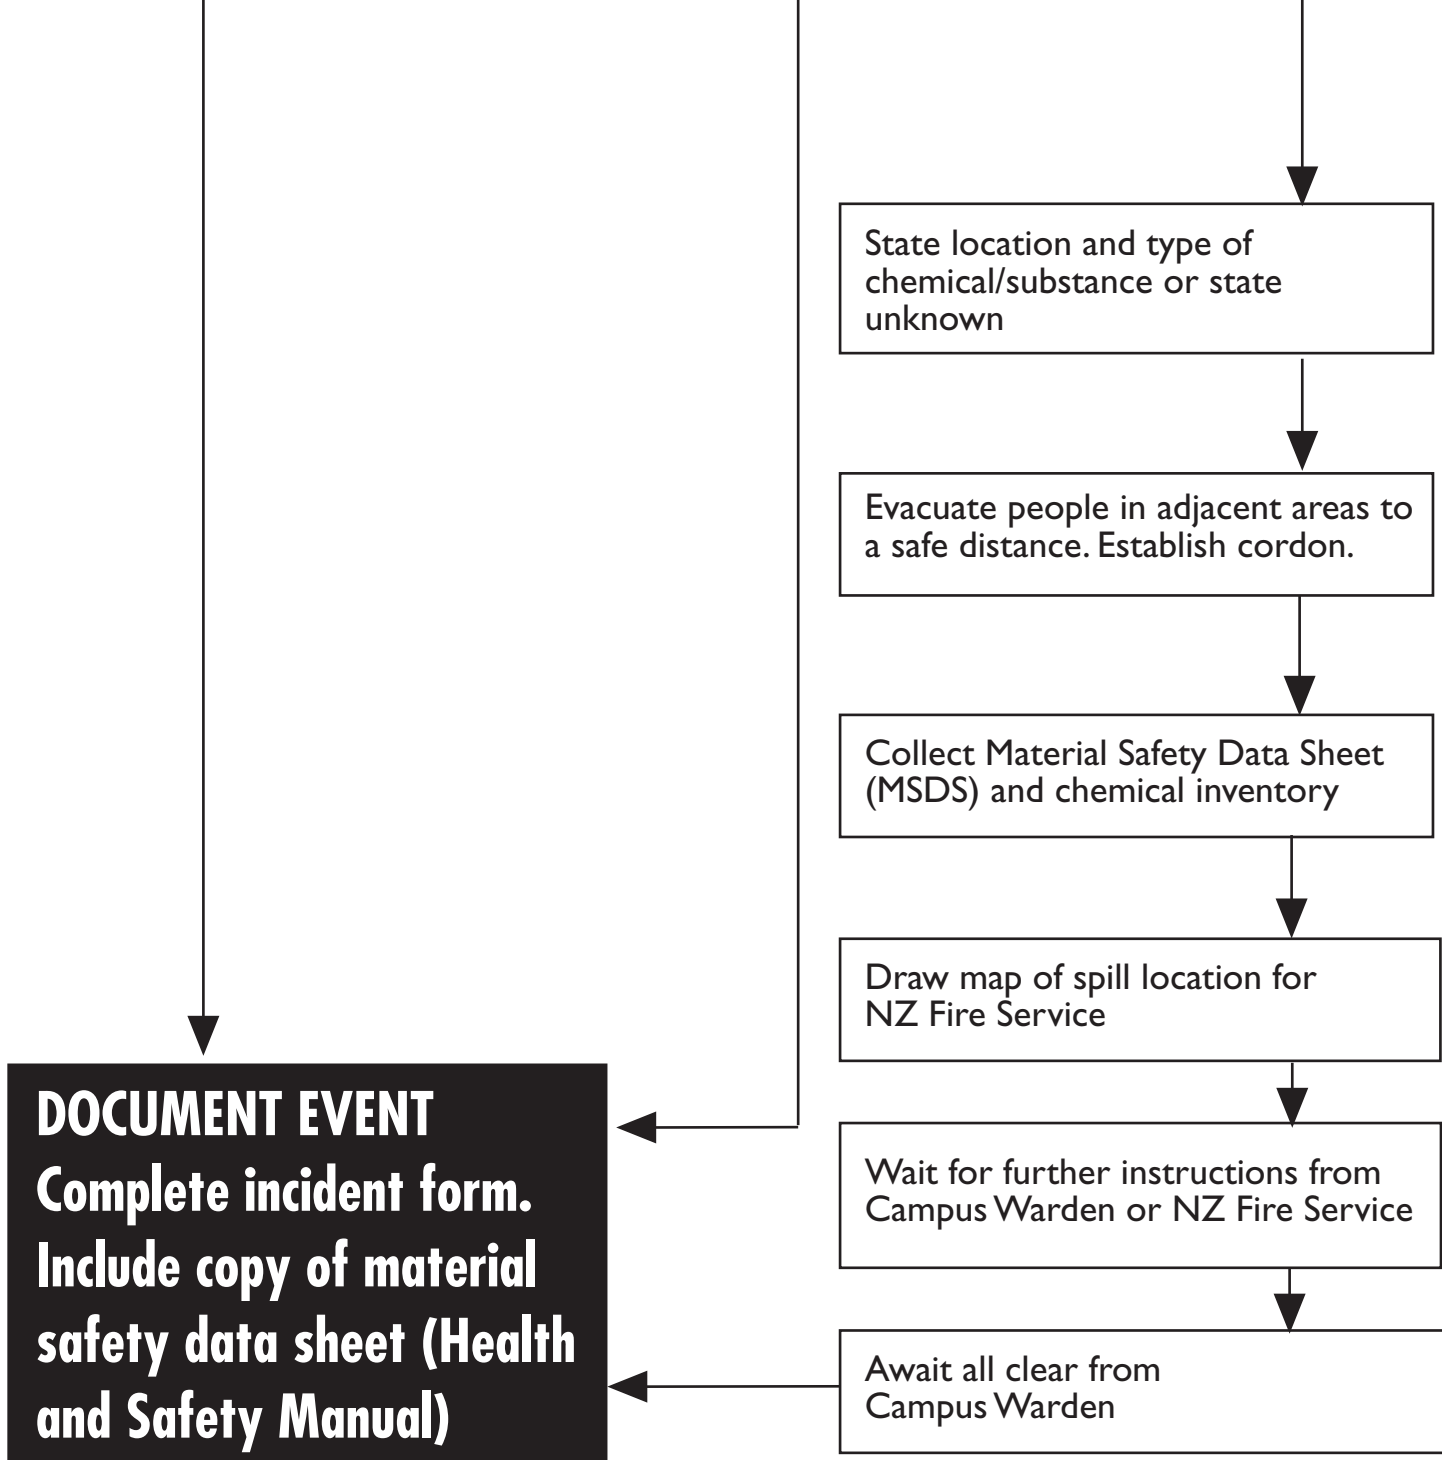 State location and type of
chemical/substance or state
unknown
Evacuate people in adjacent areas to
a safe distance. Establish cordon.
Collect Material Safety Data Sheet
(MSDS) and chemical inventory
Draw map of spill location for
NZ Fire Service
Wait for further instructions from
Campus Warden or NZ Fire Service
Await all clear from
Campus Warden
DOCUMENT EVENT
Complete incident form.
Include copy of material
safety data sheet (Health
and Safety Manual)